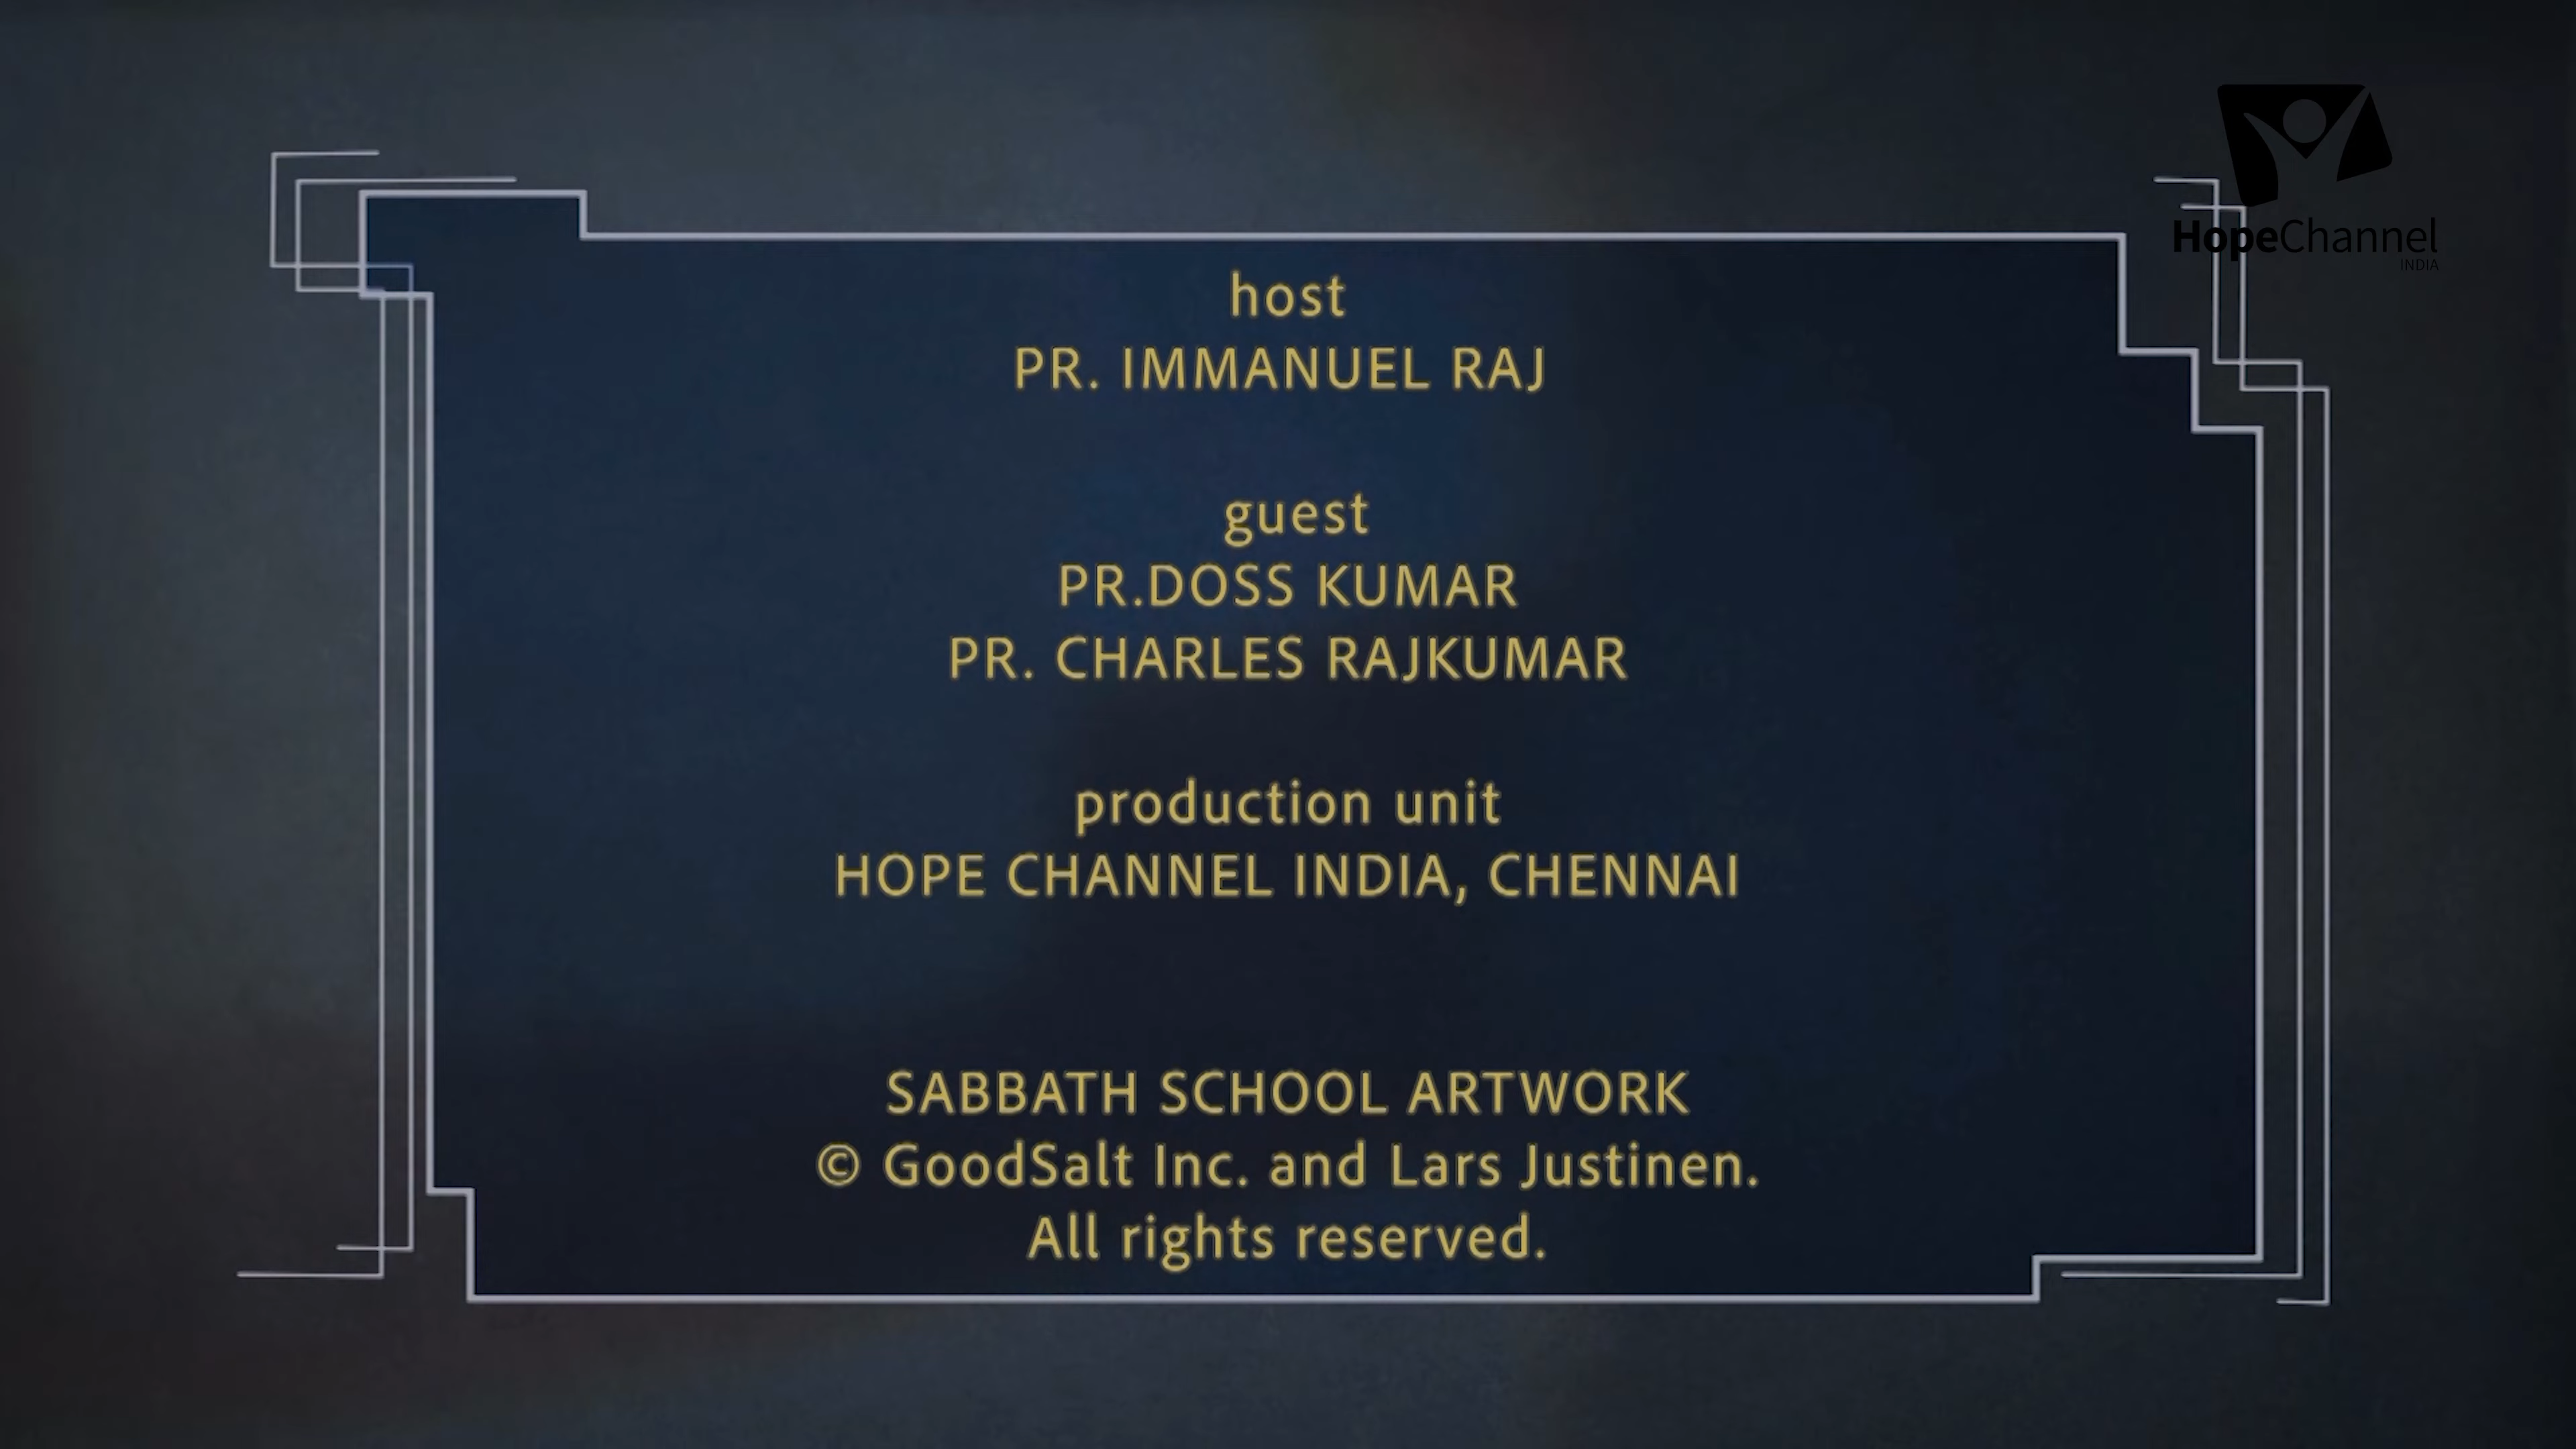 HopeChannel
INDIA
host
PR. IMMANUEL RAJ
guest
PR.DOSS KUMAR
PR. CHARLES RAJKUMAR
production unit
HOPE CHANNEL INDIA, CHENNAI
SABBATH SCHOOL ARTWORK
© GoodSalt Inc. and Lars Justinen.
All rights reserved.